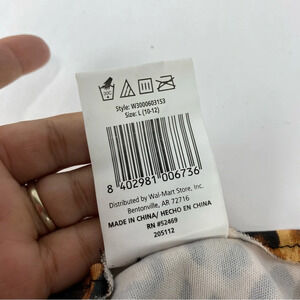 Style: W3000603153
Size: L (10-12)
8 402981 006736
Distributed by Wal-Mart Store, Inc.
Bentonville, AR 72716
MADE IN CHINA/ HECHO EN CHINA
RN #52469
205112